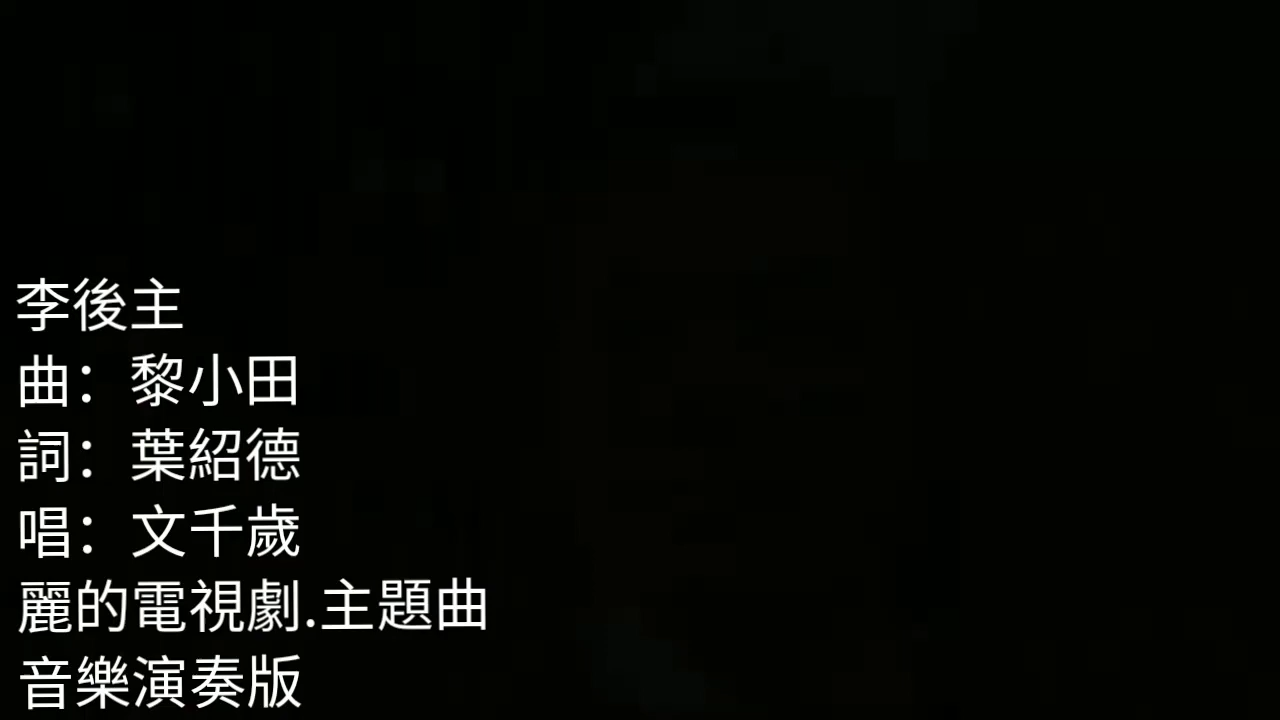 李後主
曲：黎小田
詞：葉紹德
唱：文千歲
麗的電視劇.主題曲
音樂演奏版